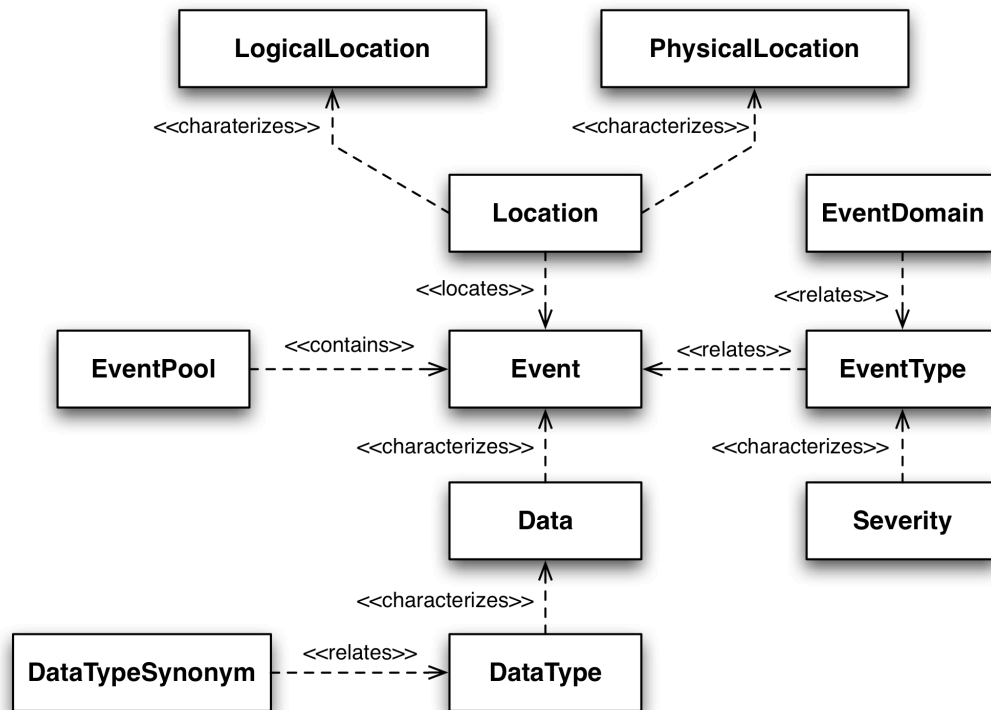 LogicalLocation
PhysicalLocation
<<charaterizes>>
<<characterizes>>
Location
EventDomain
<<locates>>
<<relates>>
EventPool
<<contains>>
Event
<<relates>>
EventType
<<characterizes>>
<<characterizes>>
Data
Severity
<<characterizes>>
DataTypeSynonym
<<relates>>
DataType